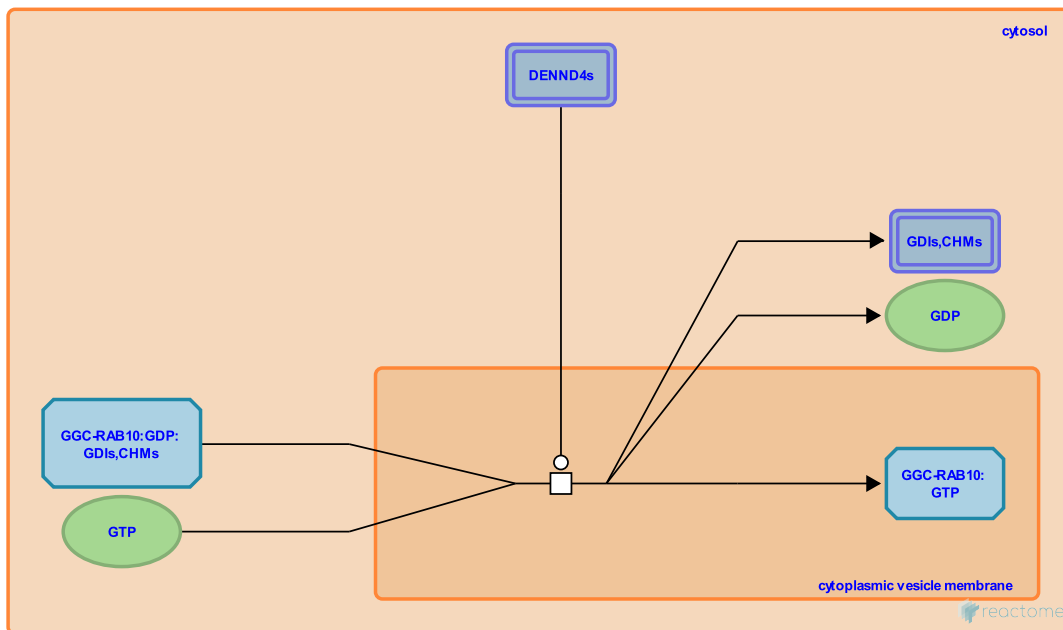 cytosol
DENND4s
GDIs,CHMs
GDP
GGC-RAB10:GDP:
GDIs,CHMs
GTP
GGC-RAB10:
GTP
cytoplasmic vesicle membrane
reactome